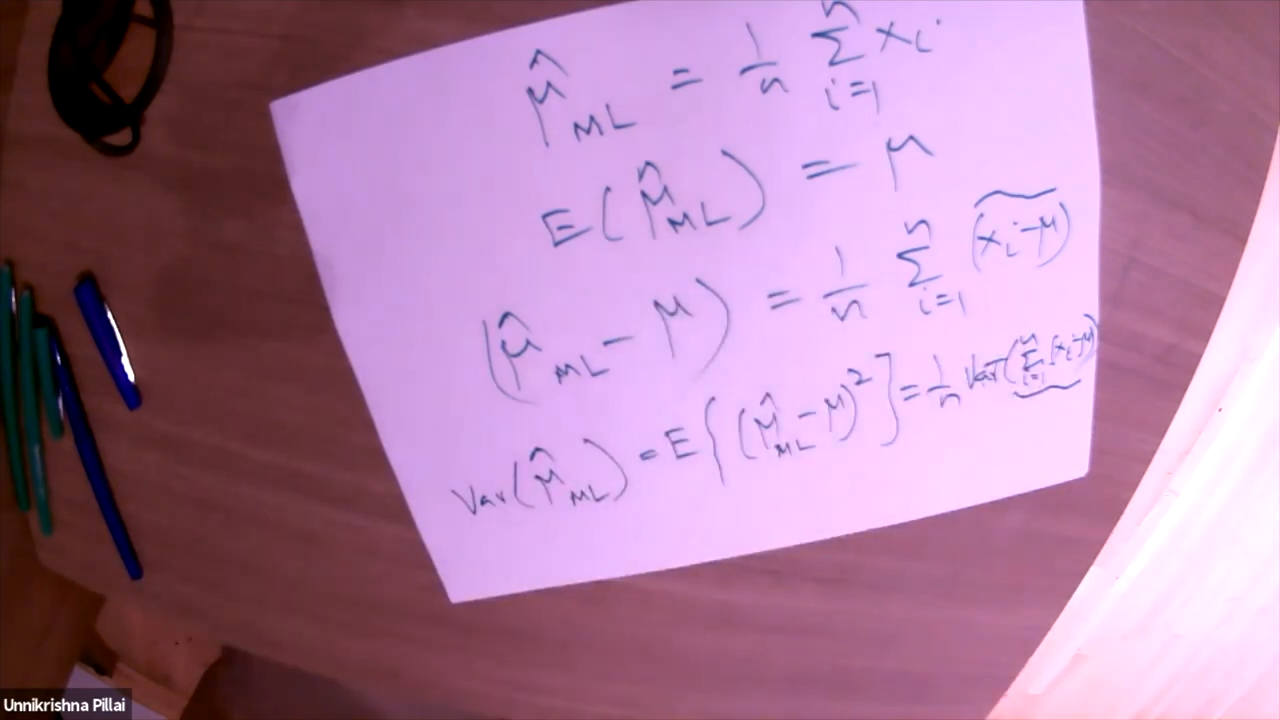 μ̂_ML = 1/n Σ_{i=1}^{n} x_i
E(μ̂_ML) = μ
(μ̂_ML - μ) = 1/n Σ_{i=1}^{n} (x_i-μ)
Var(μ̂_ML) = E{(μ̂_ML - μ)²} = 1/n Var(Σ_{i=1}^{n} (x_i-μ)
Unnikrishna Pillai